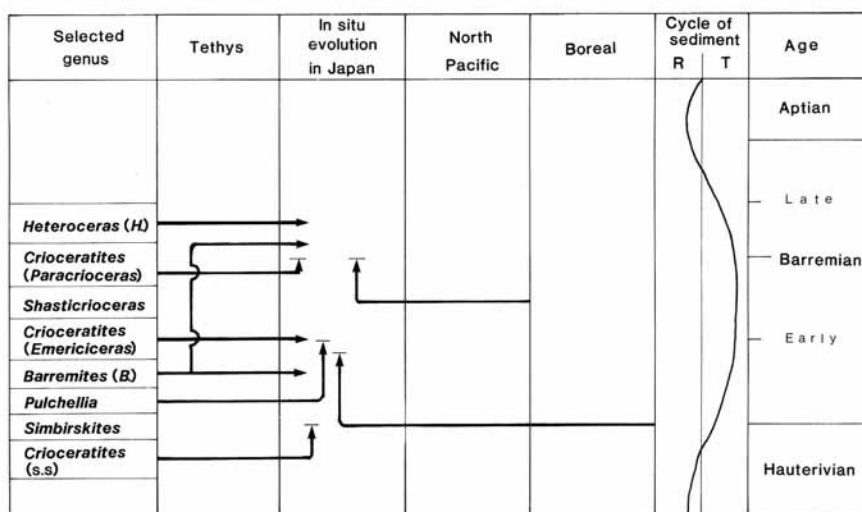 Selected
genus
Tethys
In situ
evolution
in Japan
North
Pacific
Boreal
Cycle of
sediment
R T
Age
Aptian
Late
Heteroceras (H.)
Crioceratites
(Paracrioceras)
Barremian
Shasticrioceras
Crioceratites
(Emericiceras)
Early
Barremites (B.)
Pulchellia
Simbirskites
Crioceratites
(s.s)
Hauterivian